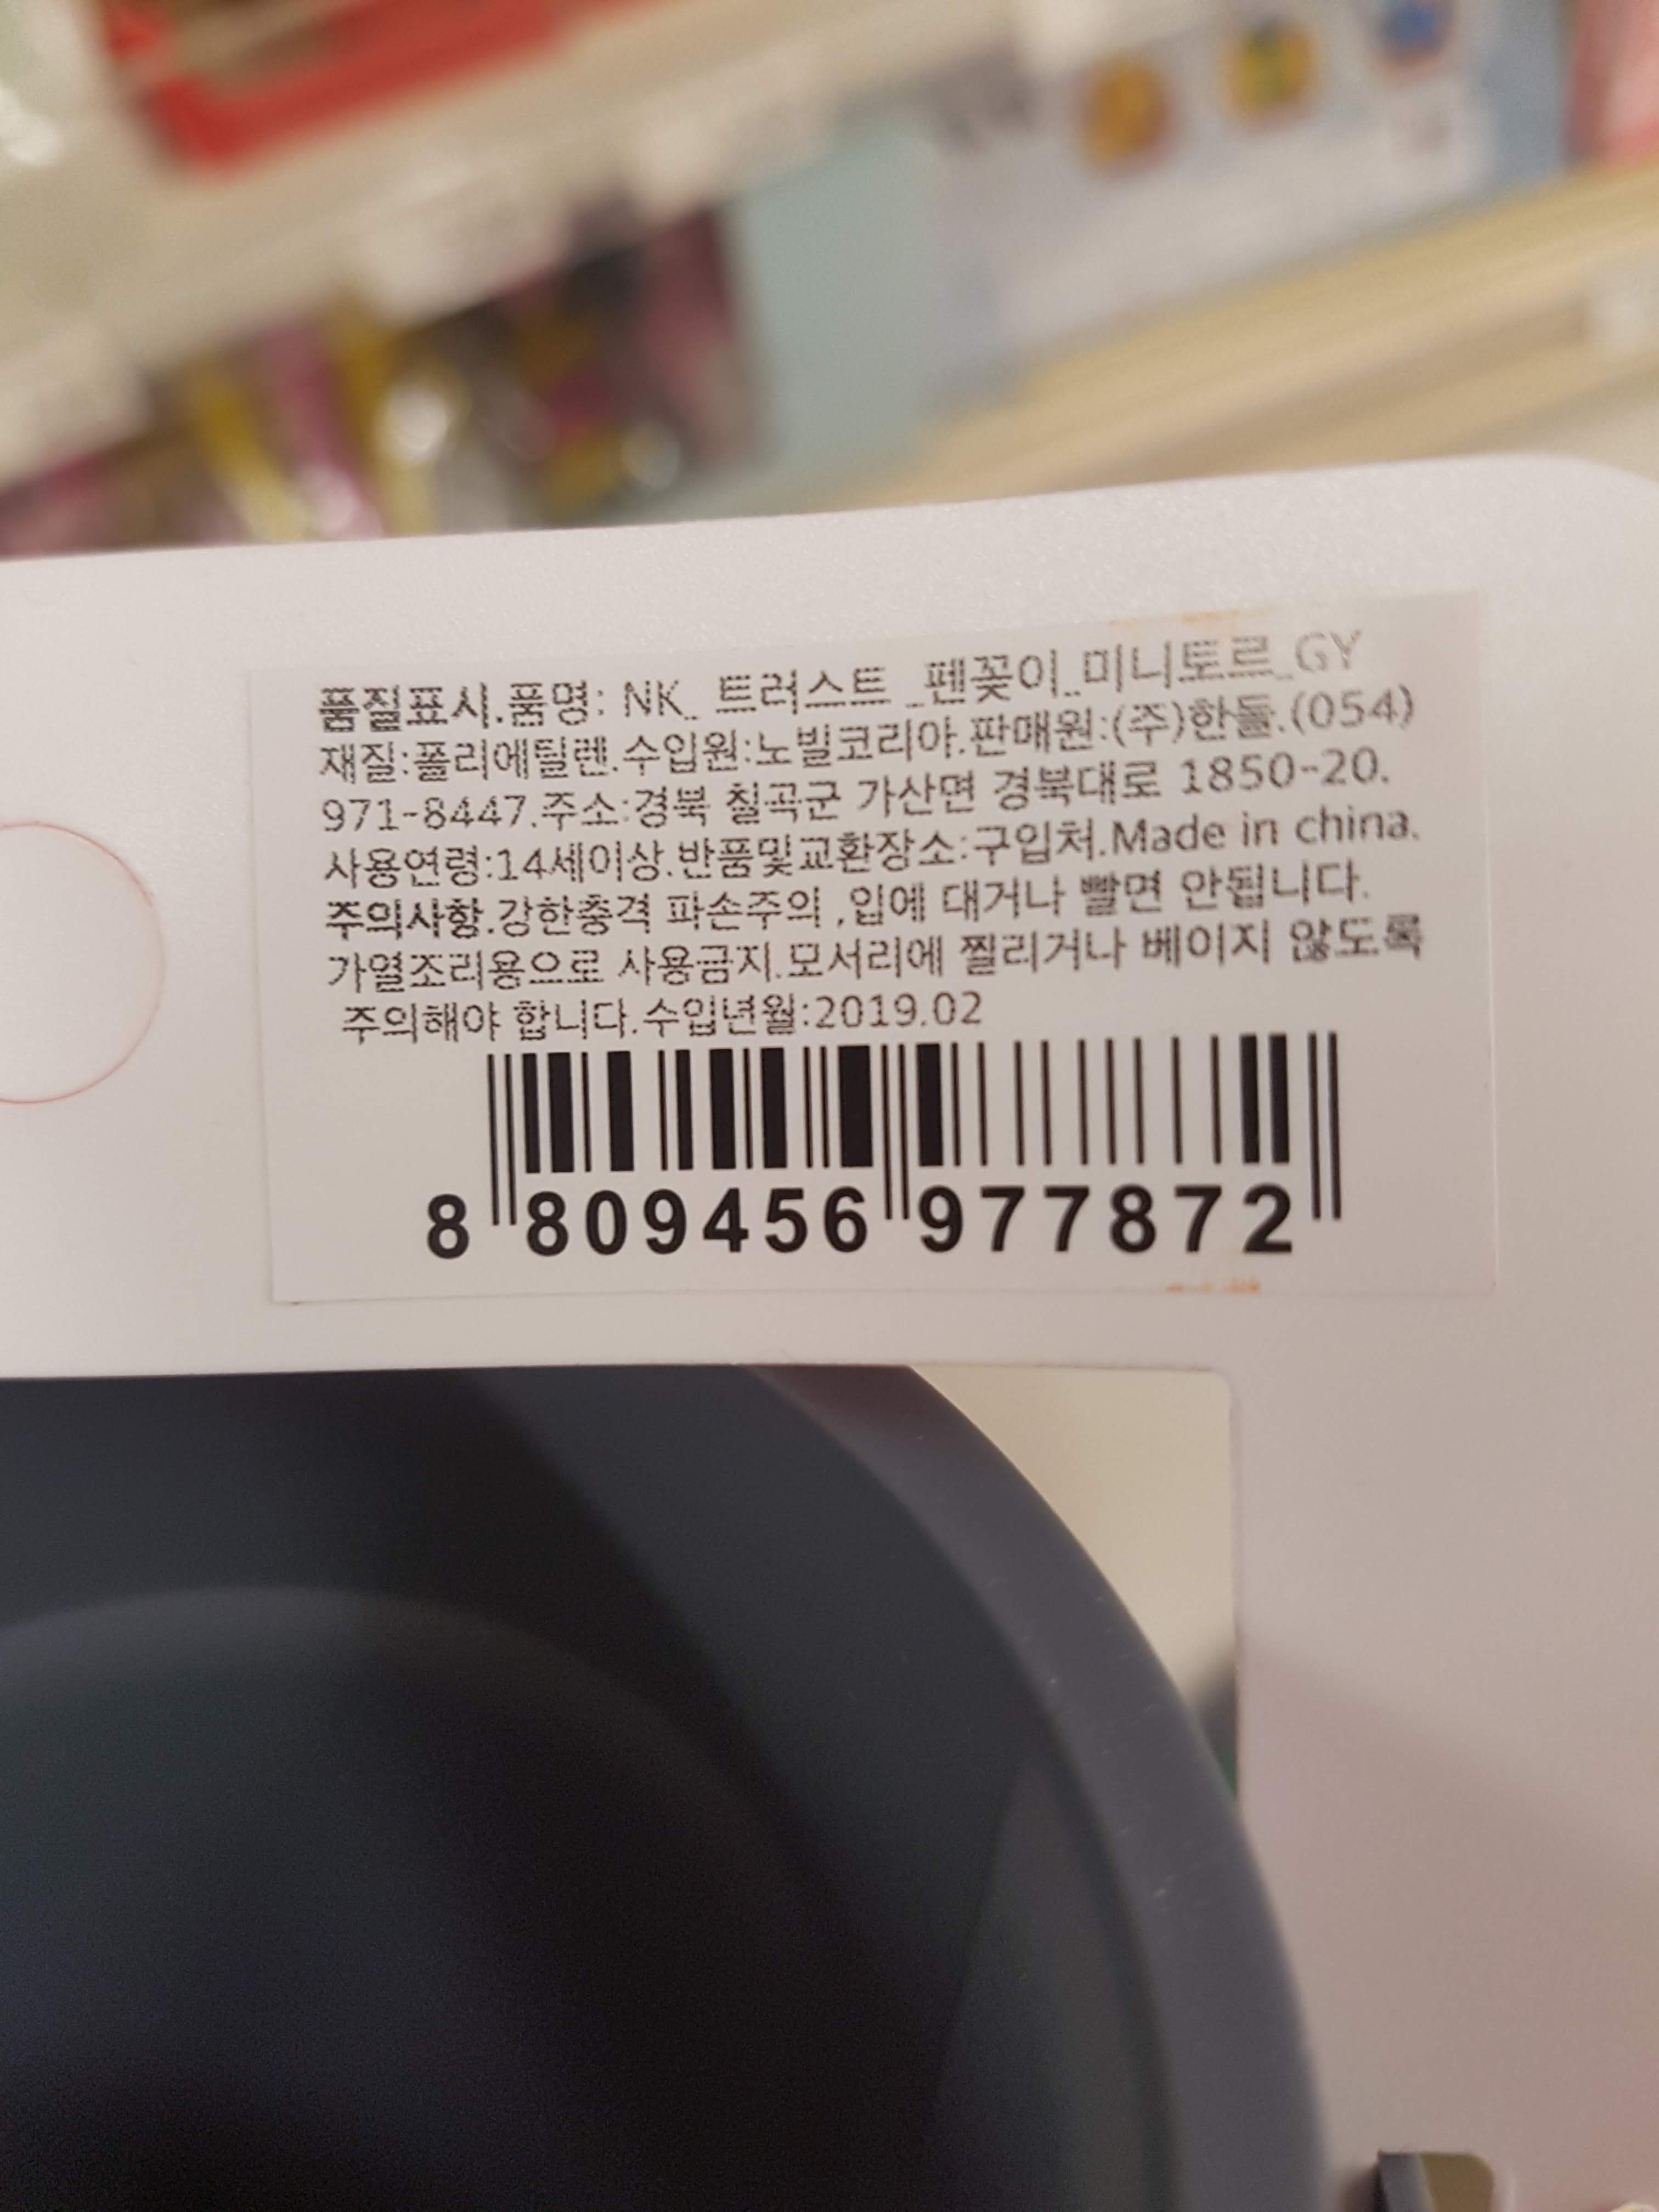 품질표시.품명: NK_ 트러스트 _펜꽂이_미니토르_GY
재질:폴리에틸렌.수입원:노빌코리아.판매원:(주)한들.(054)
971-8447.주소:경북 칠곡군 가산면 경북대로 1850-20.
사용연령:14세이상.반품및교환장소:구입처.Made in china.
주의사항.강한충격 파손주의 ,입에 대거나 빨면 안됩니다.
가열조리용으로 사용금지.모서리에 찔리거나 베이지 않도록
주의해야 합니다.수입년월:2019.02
8 809456 977872